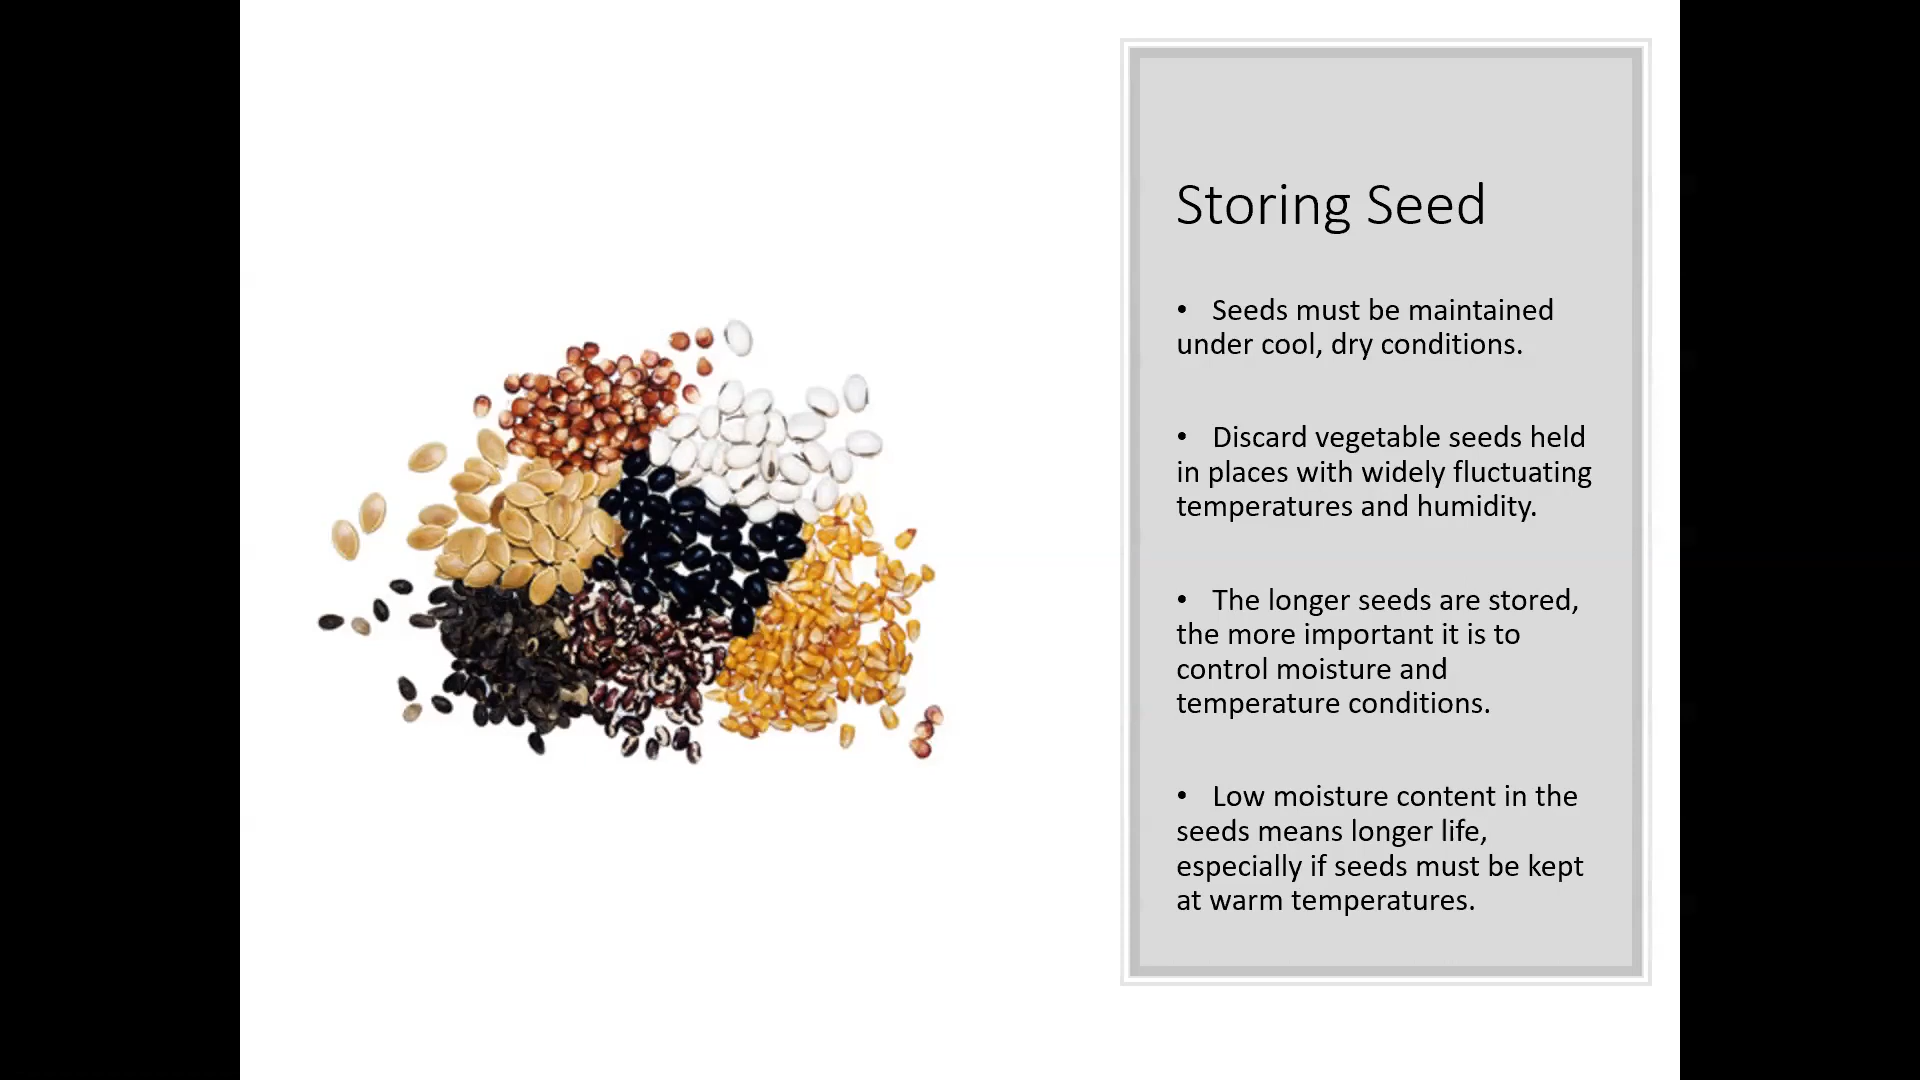 Storing Seed
• Seeds must be maintained
under cool, dry conditions.
• Discard vegetable seeds held
in places with widely fluctuating
temperatures and humidity.
• The longer seeds are stored,
the more important it is to
control moisture and
temperature conditions.
• Low moisture content in the
seeds means longer life,
especially if seeds must be kept
at warm temperatures.